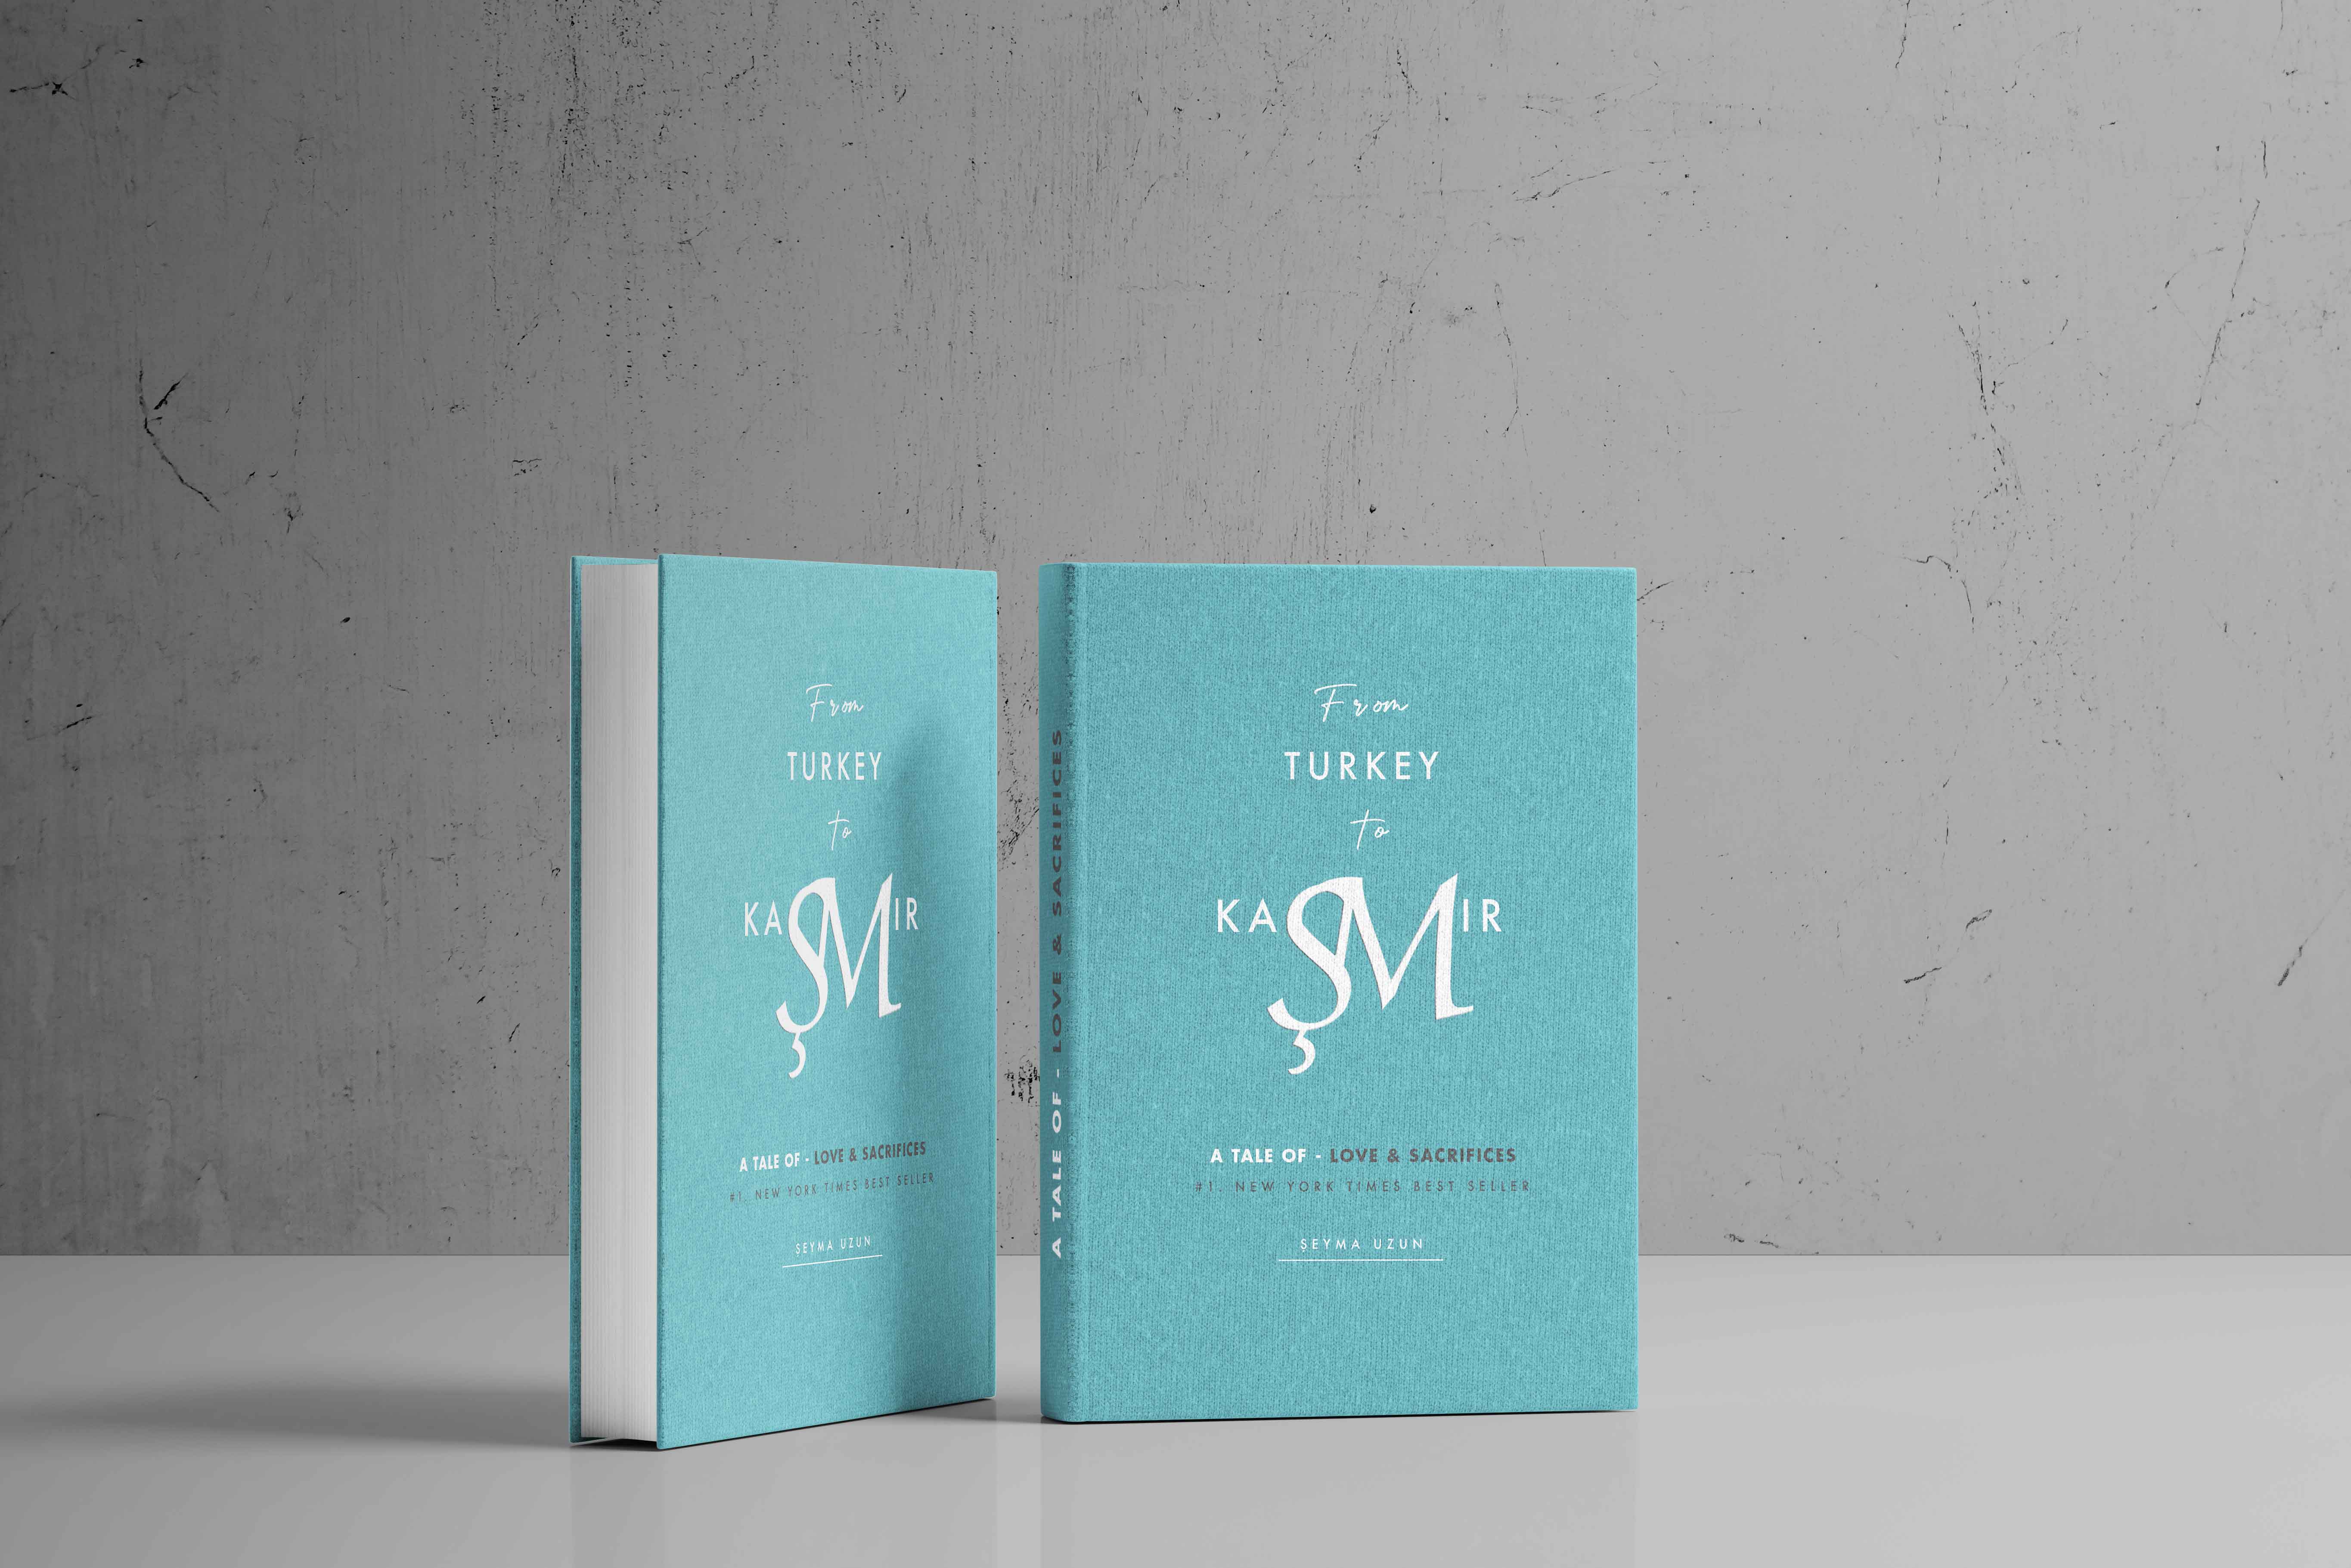 From
TURKEY
to
KAŞMIR
A TALE OF - LOVE & SACRIFICES
#1. NEW YORK TIMES BEST SELLER
ŞEYMA UZUN
A TALE OF - LOVE & SACRIFICES
From
TURKEY
to
KAŞMIR
A TALE OF - LOVE & SACRIFICES
#1. NEW YORK TIMES BEST SELLER
ŞEYMA UZUN